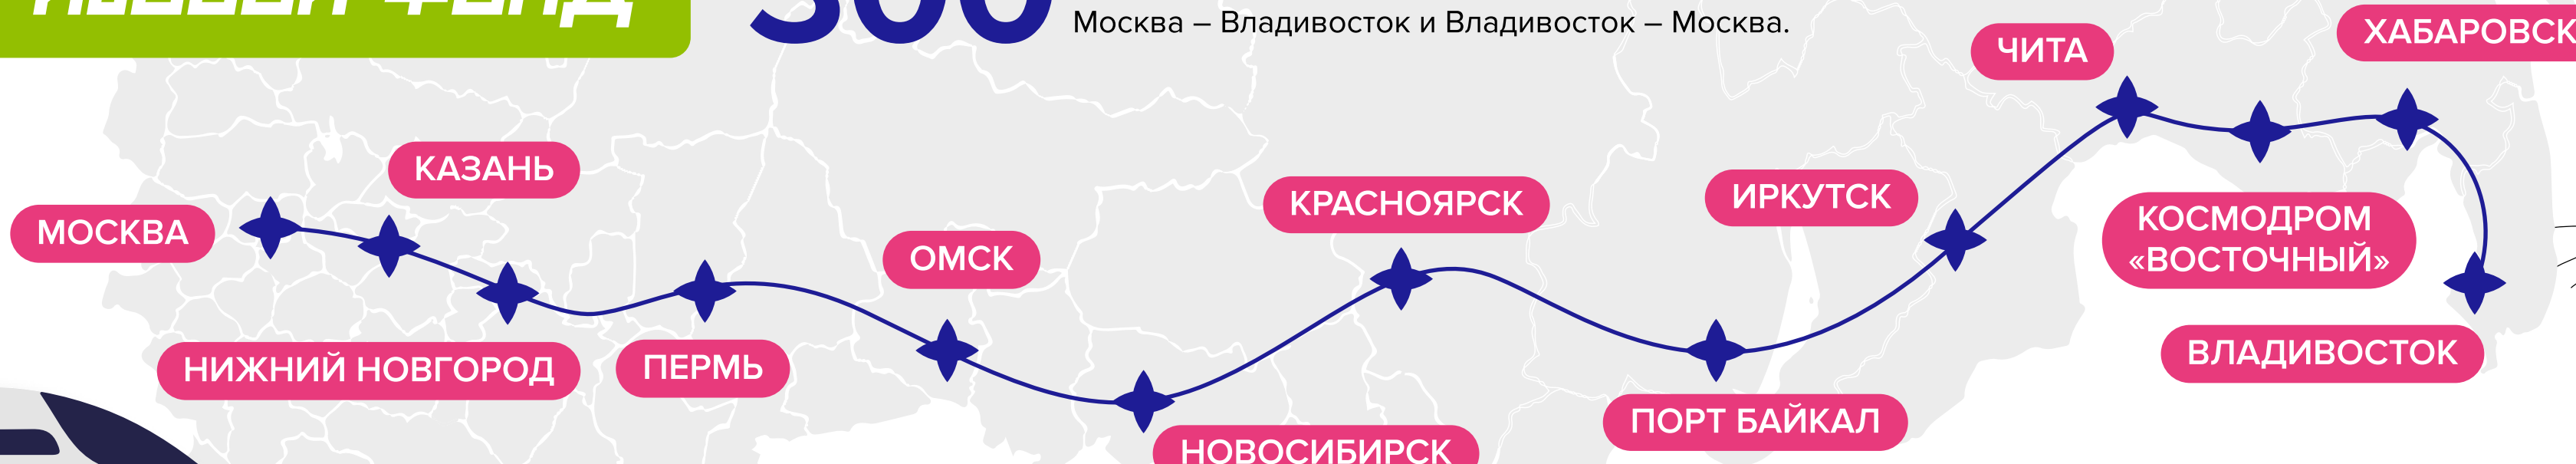 300
Москва – Владивосток и Владивосток – Москва.
ЧИТА
ХАБАРОВСК
КАЗАНЬ
МОСКВА
КРАСНОЯРСК
ИРКУТСК
КОСМОДРОМ
«ВОСТОЧНЫЙ»
ОМСК
НИЖНИЙ НОВГОРОД
ПЕРМЬ
ВЛАДИВОСТОК
ПОРТ БАЙКАЛ
НОВОСИБИРСК